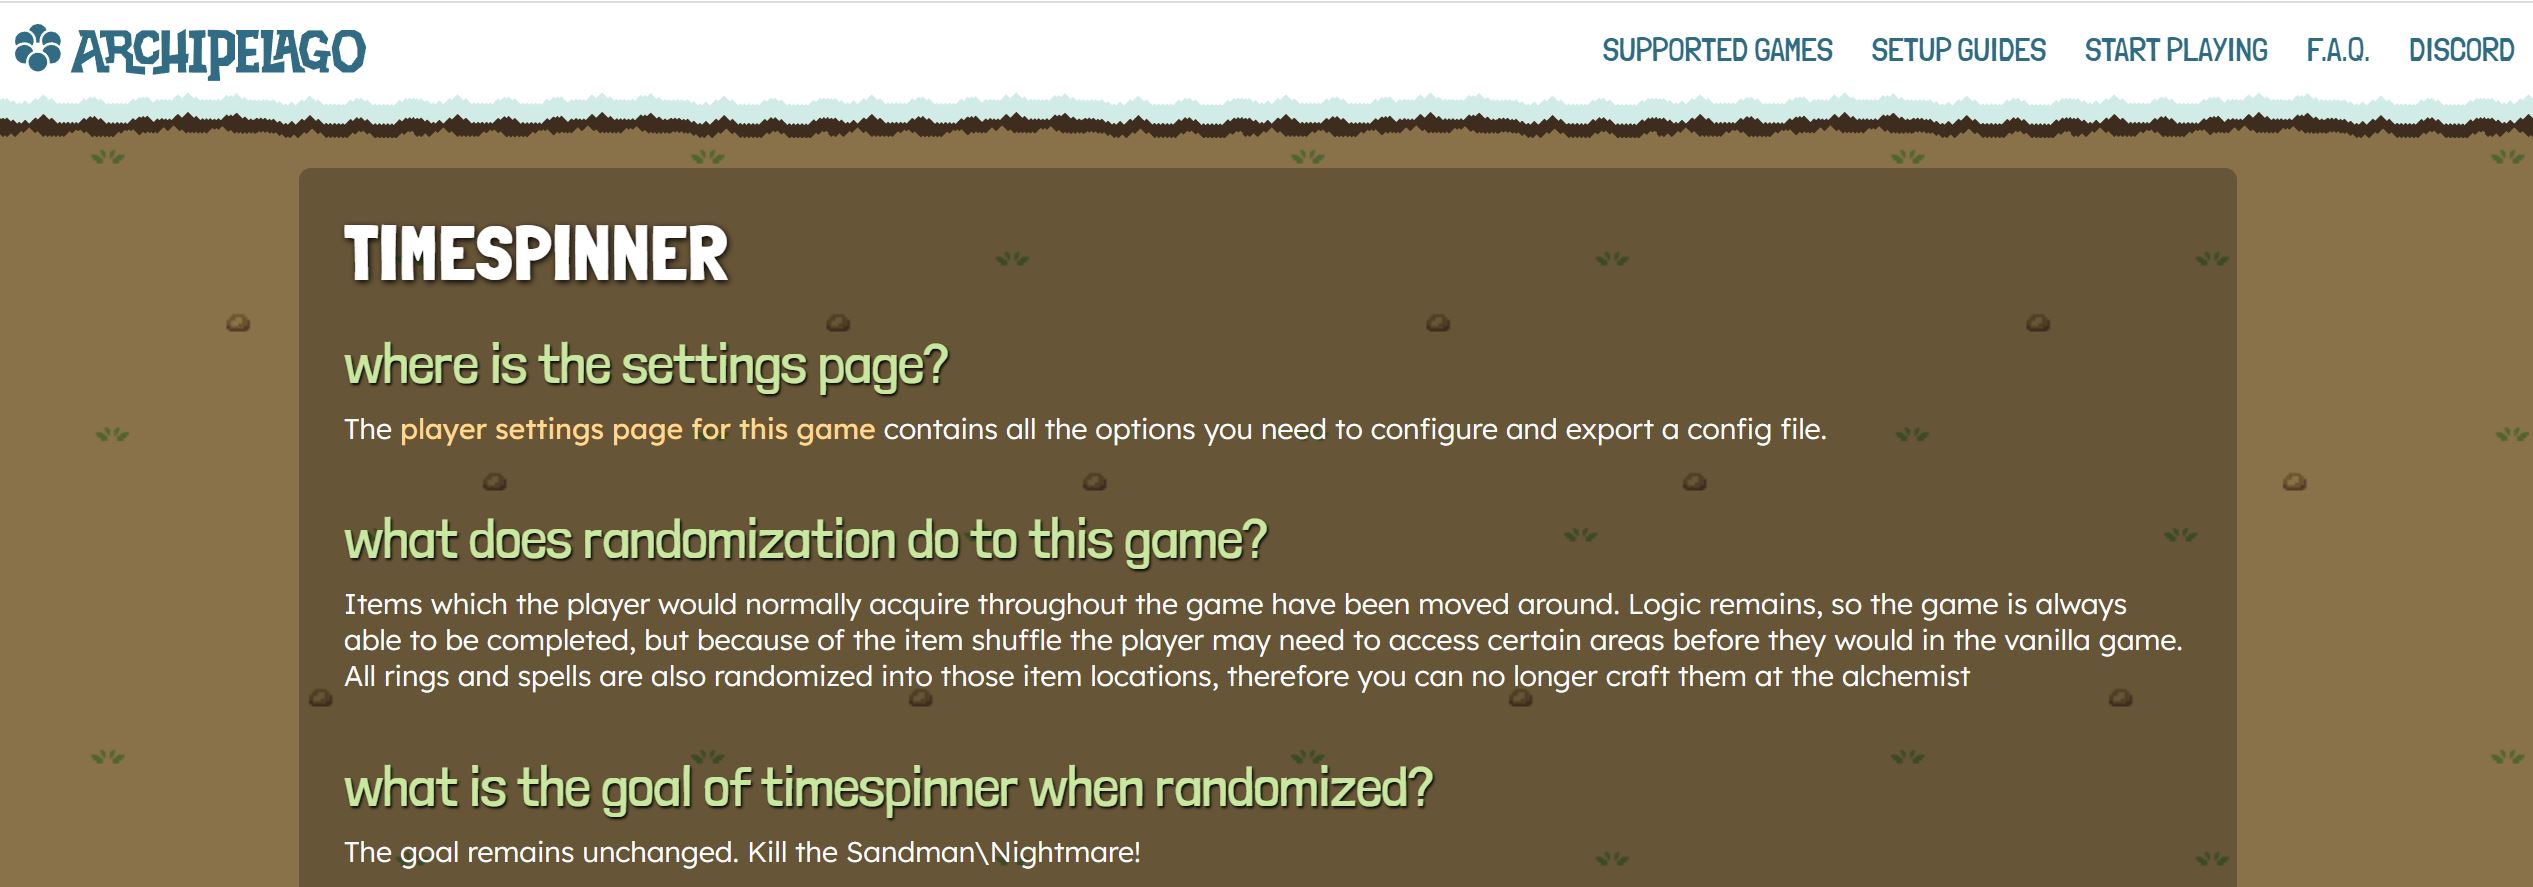 ARCHIPELAGO
SUPPORTED GAMES SETUP GUIDES START PLAYING F.A.Q. DISCORD
TIMESPINNER
where is the settings page?
The player settings page for this game contains all the options you need to configure and export a config file.
what does randomization do to this game?
Items which the player would normally acquire throughout the game have been moved around. Logic remains, so the game is always
able to be completed, but because of the item shuffle the player may need to access certain areas before they would in the vanilla game.
All rings and spells are also randomized into those item locations, therefore you can no longer craft them at the alchemist
what is the goal of timespinner when randomized?
The goal remains unchanged. Kill the Sandman\Nightmare!